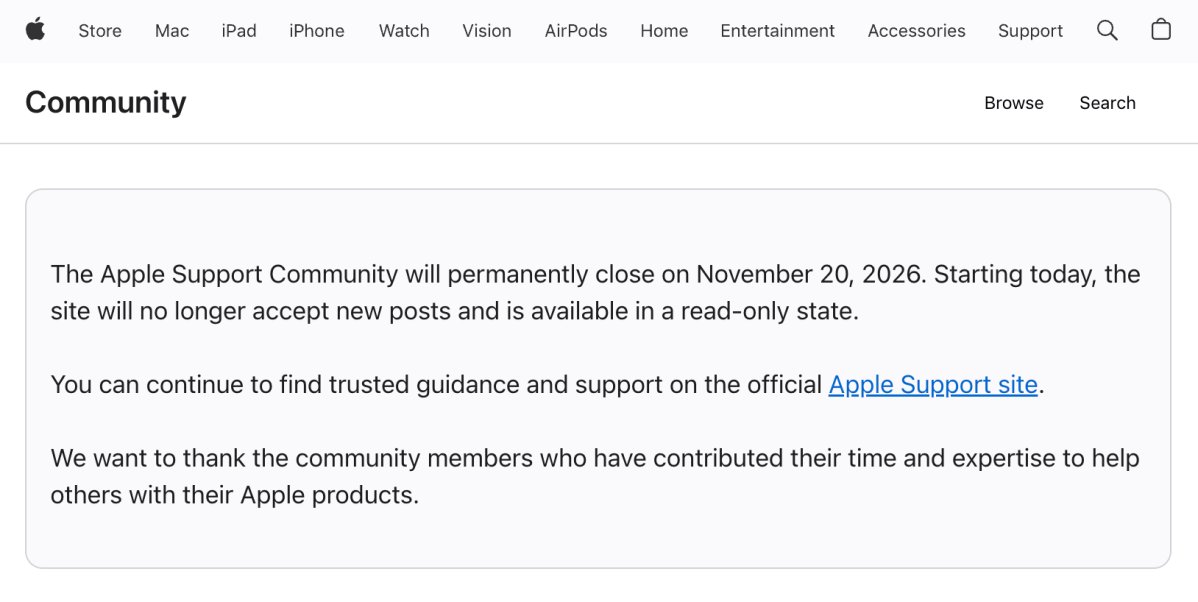 Store Mac iPad iPhone Watch Vision AirPods Home Entertainment Accessories Support
Community Browse Search
The Apple Support Community will permanently close on November 20, 2026. Starting today, the
site will no longer accept new posts and is available in a read-only state.
You can continue to find trusted guidance and support on the official Apple Support site.
We want to thank the community members who have contributed their time and expertise to help
others with their Apple products.